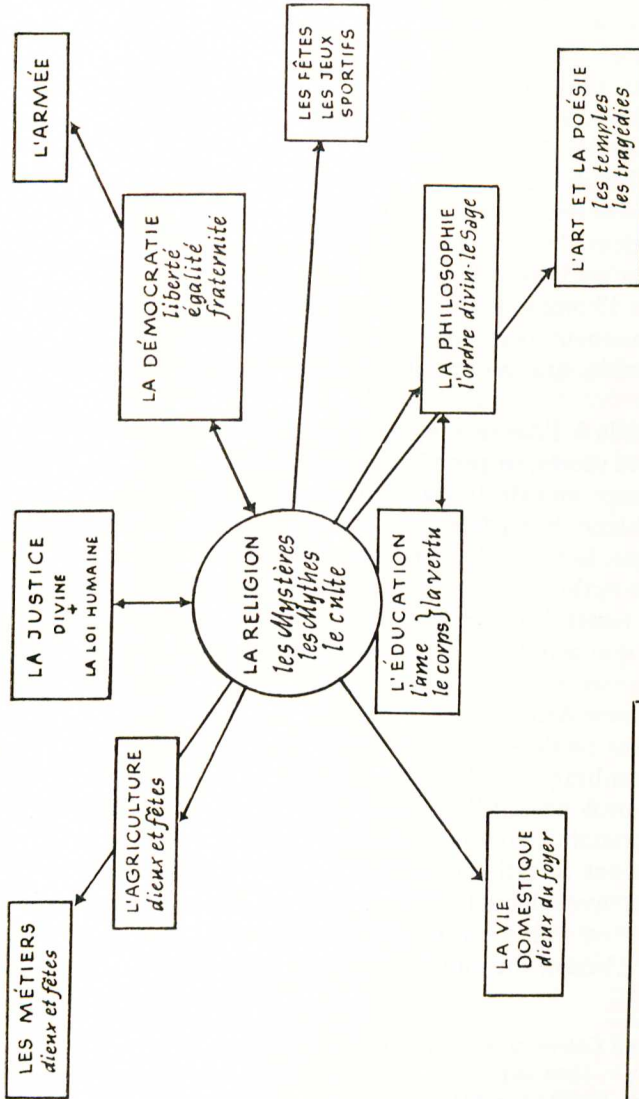 LES MÉTIERS
dieux et fêtes
LA JUSTICE
DIVINE
+
LA LOI HUMAINE
L'ARMÉE
L'AGRICULTURE
dieux et fêtes
LA DÉMOCRATIE
liberté
égalité
fraternité
LA RELIGION
les Mystères
les Mythes
le culte
LES FÊTES
LES JEUX
SPORTIFS
L'ÉDUCATION
l'ame } la vertu
le corps
LA PHILOSOPHIE
l'ordre divin-le Sage
LA VIE
DOMESTIQUE
dieux du foyer
L'ART ET LA POÉSIE
les temples
les tragédies